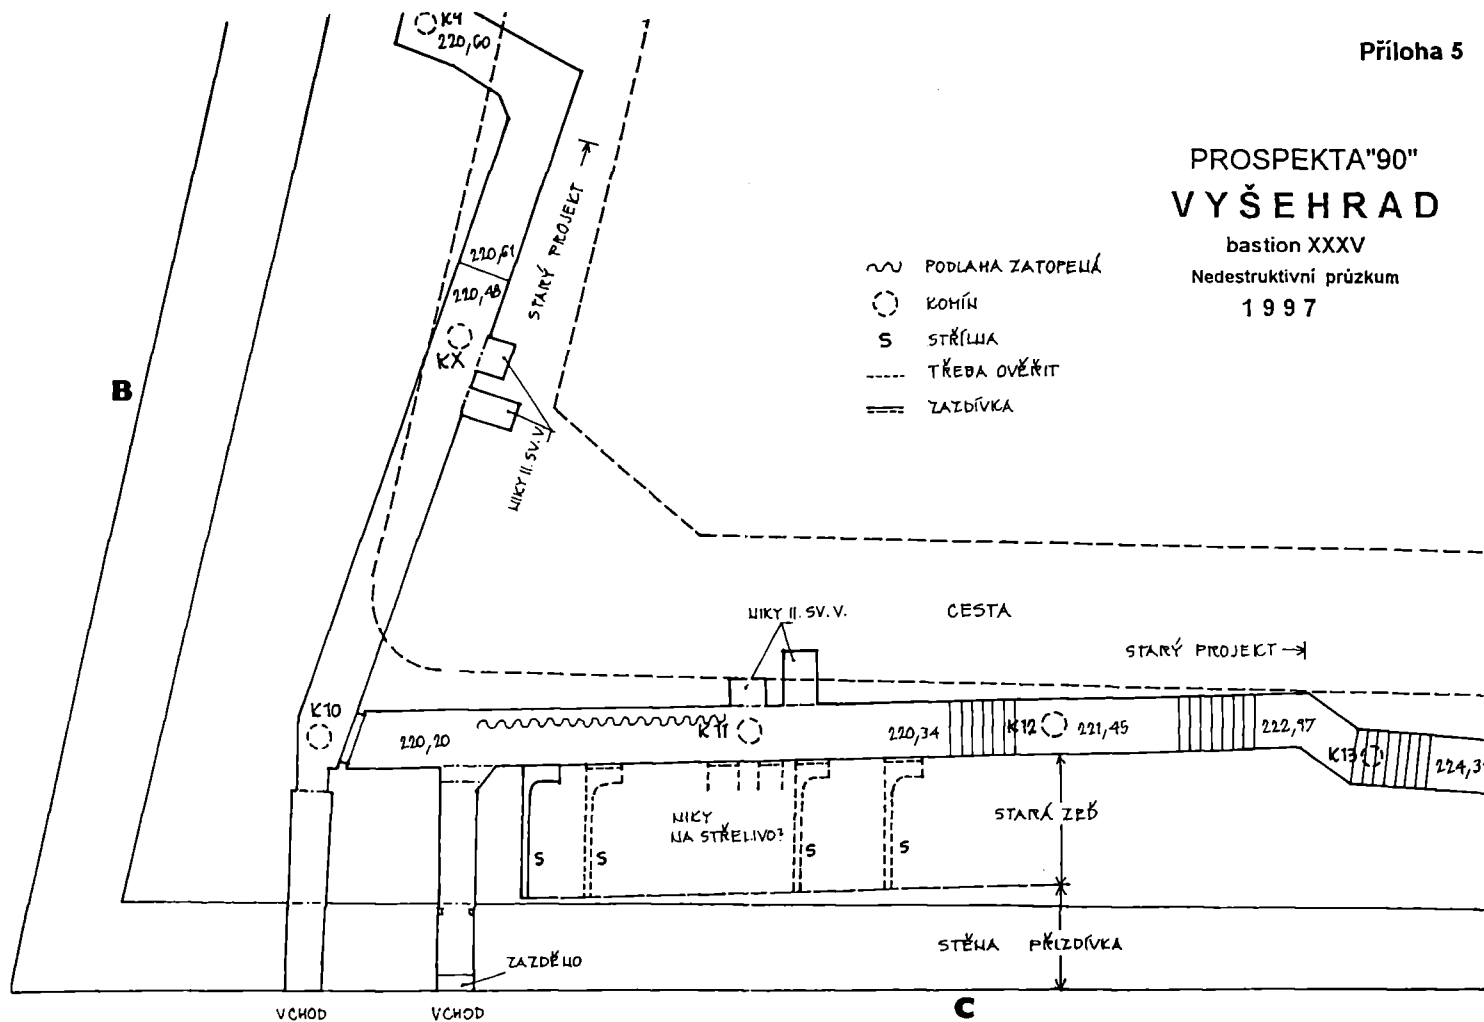 Příloha 5
PROSPEKTA"90"
VYŠEHRAD
bastion XXXV
Nedestruktivní průzkum
1997
PODLAHA ZATOPENÁ
KOMÍN
S STŘÍLNA
TŘEBA OVĚŘIT
ZAZDÍVKA
K4
220,60
STARÝ PROJEKT
220,61
220,48
KX
B
NIKY II. SV. V.
NIKY II. SV. V.
CESTA
STARÝ PROJEKT
K10
220,20
K11
220,34
K12
221,45
222,97
K13
224,3
NIKY
NA STŘELIVO?
STARÁ ZEĎ
S
S
S
S
STĚNA PŘIZDÍVKA
ZAZDĚNO
VCHOD
VCHOD
C